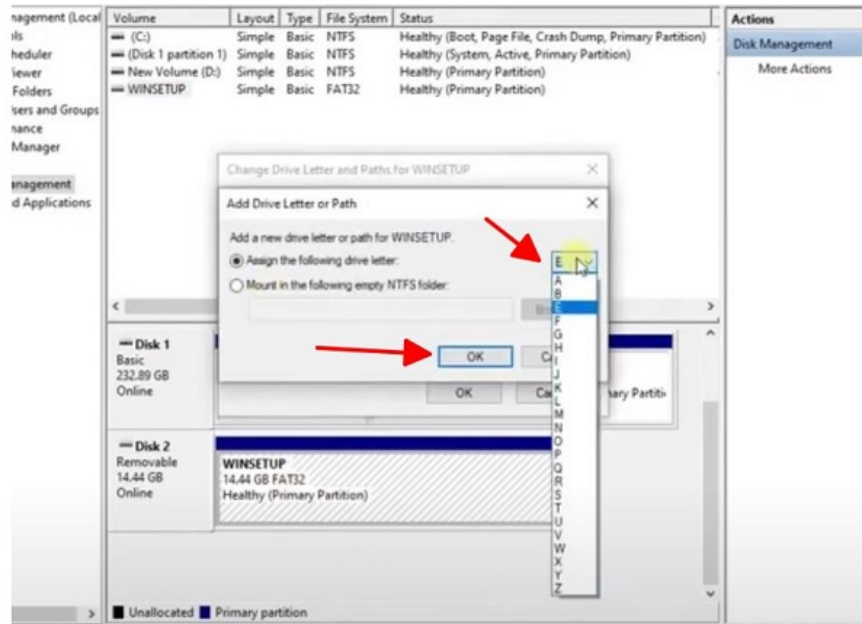 nagement (Local
ols
heduler
iewer
Folders
sers and Groups
mance
Manager
anagement
d Applications
Volume Layout Type File System Status
(C:) Simple Basic NTFS Healthy (Boot, Page File, Crash Dump, Primary Partition)
(Disk 1 partition 1) Simple Basic NTFS Healthy (System, Active, Primary Partition)
New Volume (D:) Simple Basic NTFS Healthy (Primary Partition)
WINSETUP Simple Basic FAT32 Healthy (Primary Partition)
Actions
Disk Management
More Actions
Change Drive Letter and Paths for WINSETUP
Add Drive Letter or Path
Add a new drive letter or path for WINSETUP.
Assign the following drive letter:
E
Mount in the following empty NTFS folder:
OK
A
B
E
F
G
H
I
J
K
L
M
N
O
P
Q
R
S
T
U
V
W
X
Y
Z
OK
Disk 1
Basic
232.89 GB
Online
Disk 2
Removable
14.44 GB
Online
WINSETUP
14.44 GB FAT32
Healthy (Primary Partition)
Unallocated Primary partition